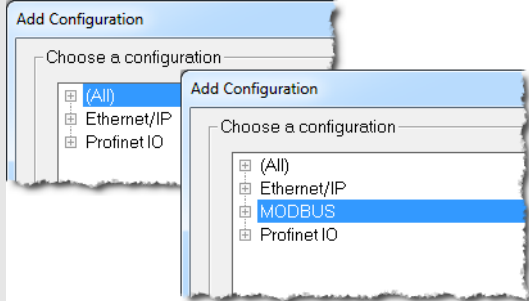 Add Configuration
Choose a configuration
(All)
Ethernet/IP
Profinet IO
Add Configuration
Choose a configuration
(All)
Ethernet/IP
MODBUS
Profinet IO